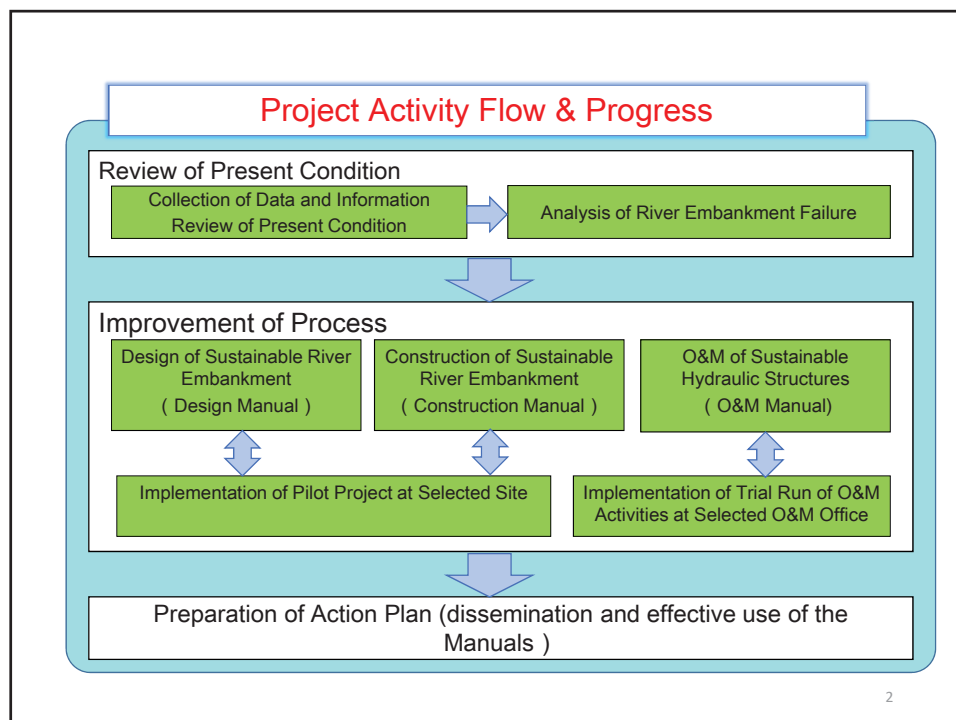 Project Activity Flow & Progress
Review of Present Condition
Collection of Data and Information
Review of Present Condition
Analysis of River Embankment Failure
Improvement of Process
Design of Sustainable River
Embankment
( Design Manual )
Construction of Sustainable
River Embankment
( Construction Manual )
O&M of Sustainable
Hydraulic Structures
( O&M Manual)
Implementation of Pilot Project at Selected Site
Implementation of Trial Run of O&M
Activities at Selected O&M Office
Preparation of Action Plan (dissemination and effective use of the
Manuals )
2